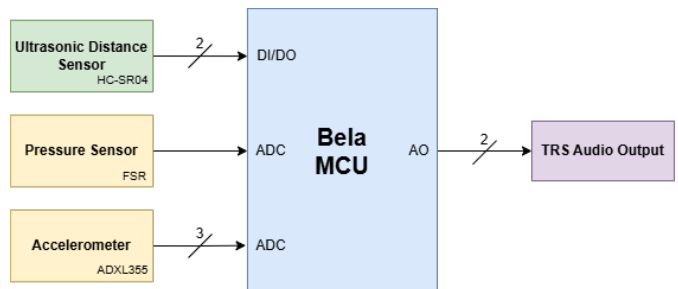 Ultrasonic Distance
Sensor
HC-SR04
2
DI/DO
Pressure Sensor
FSR
ADC
Accelerometer
ADXL355
3
ADC
Bela
MCU
AO
2
TRS Audio Output